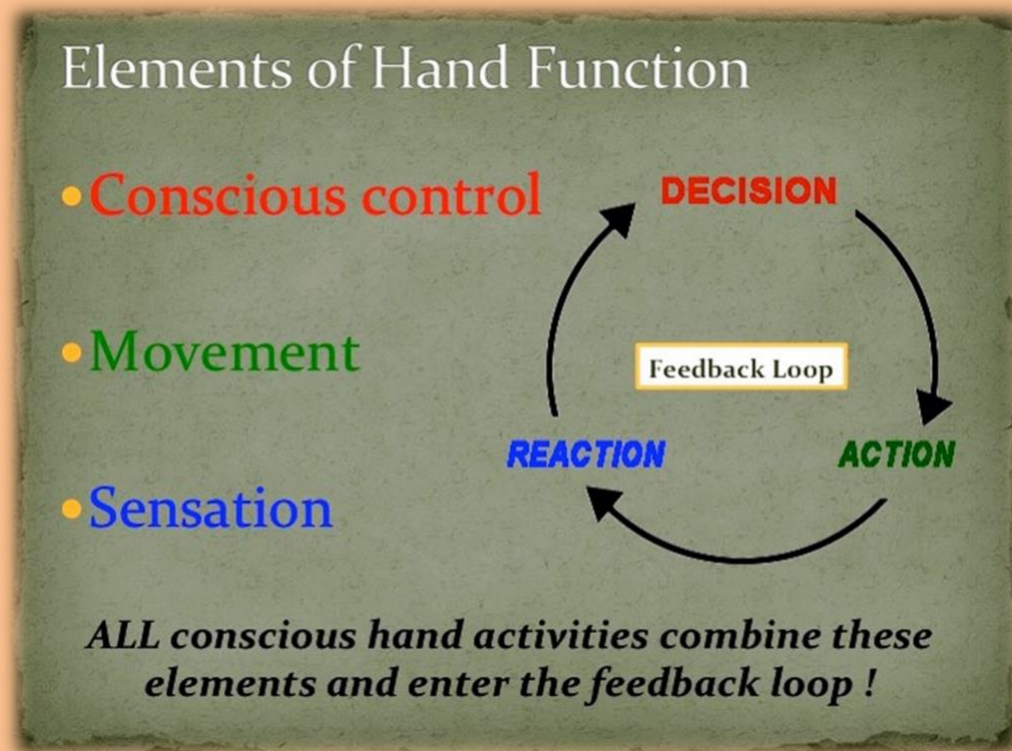 Elements of Hand Function
• Conscious control
DECISION
• Movement
Feedback Loop
REACTION
ACTION
• Sensation
ALL conscious hand activities combine these
elements and enter the feedback loop !